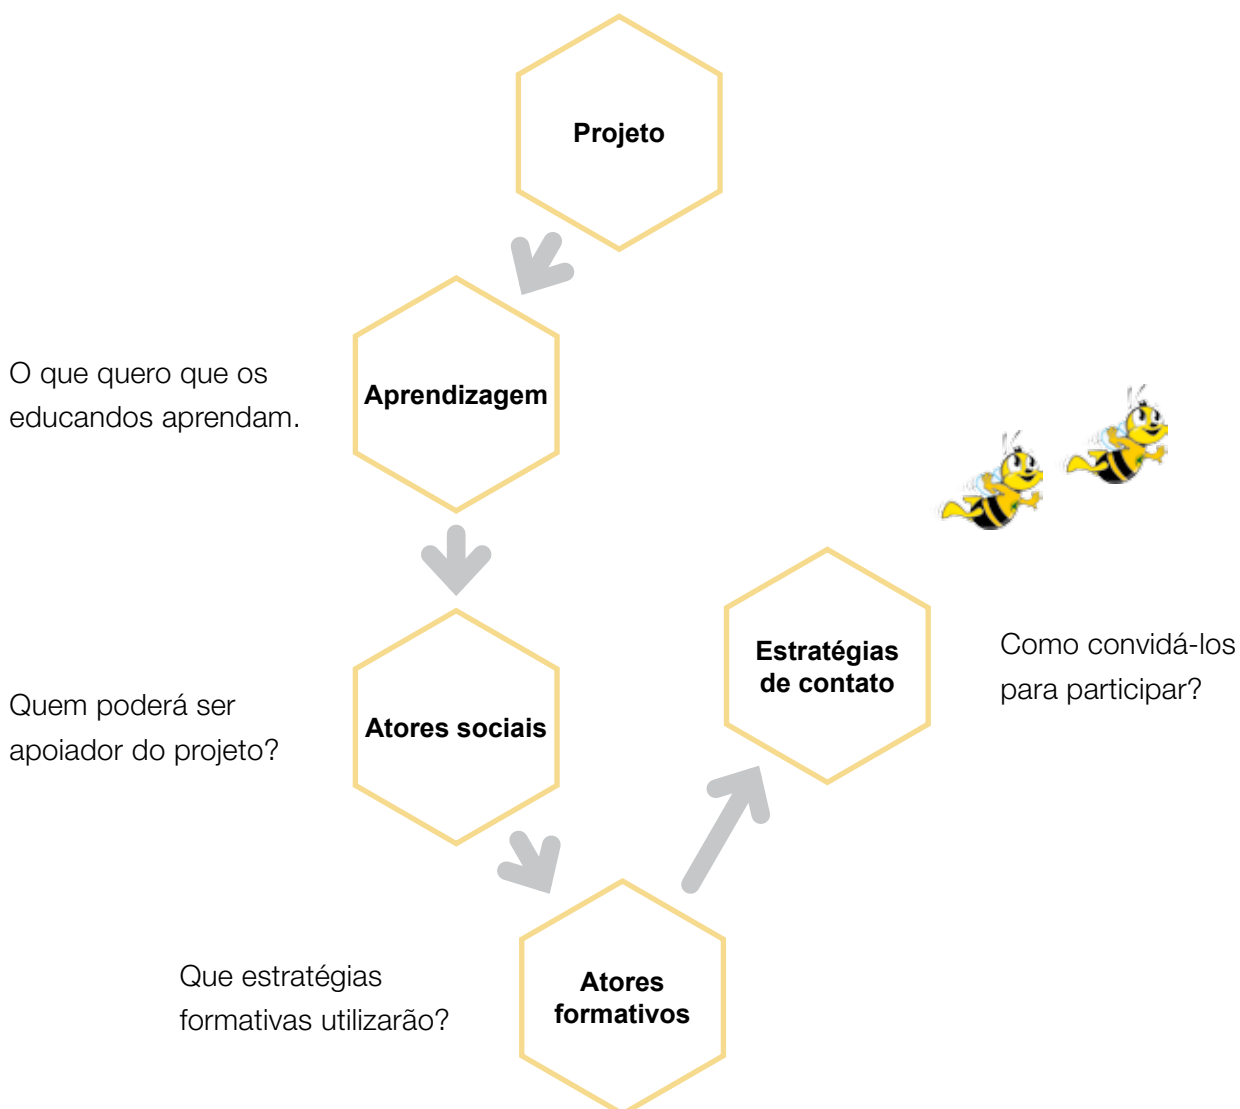 Projeto
O que quero que os
educandos aprendam.
Aprendizagem
Quem poderá ser
apoiador do projeto?
Atores sociais
Que estratégias
formativas utilizarão?
Atores
formativos
Estratégias
de contato
Como convidá-los
para participar?